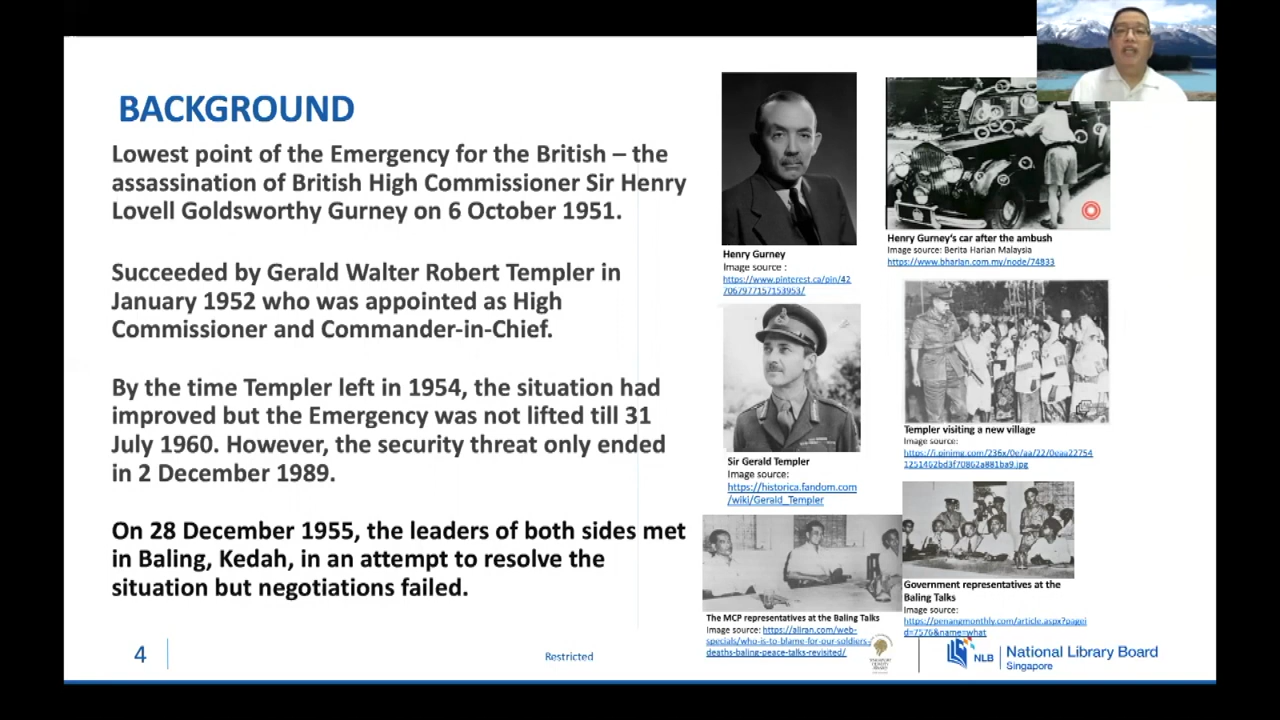 BACKGROUND
Lowest point of the Emergency for the British – the
assassination of British High Commissioner Sir Henry
Lovell Goldsworthy Gurney on 6 October 1951.
Succeeded by Gerald Walter Robert Templer in
January 1952 who was appointed as High
Commissioner and Commander-in-Chief.
By the time Templer left in 1954, the situation had
improved but the Emergency was not lifted till 31
July 1960. However, the security threat only ended
in 2 December 1989.
On 28 December 1955, the leaders of both sides met
in Baling, Kedah, in an attempt to resolve the
situation but negotiations failed.
Henry Gurney
Image source :
https://www.pinterest.ca/pin/42
7067977157153953/
Henry Gurney's car after the ambush
Image source: Berita Harian Malaysia
https://www.bharian.com.my/node/74833
Sir Gerald Templer
Image source:
https://historica.fandom.com
/wiki/Gerald_Templer
Templer visiting a new village
Image source:
https://i.pinimg.com/236x/0e/aa/22/0eaa22754
1251462bd3f70862a881ba9.jpg
The MCP representatives at the Baling Talks
Image source: https://aliran.com/web-
specials/who-is-to-blame-for-our-soldiers-
deaths-baling-peace-talks-revisited/
Government representatives at the
Baling Talks
Image source:
https://penangmonthly.com/article.aspx?pagei
d=7576&name=what
4
Restricted
NLB
National Library Board
Singapore